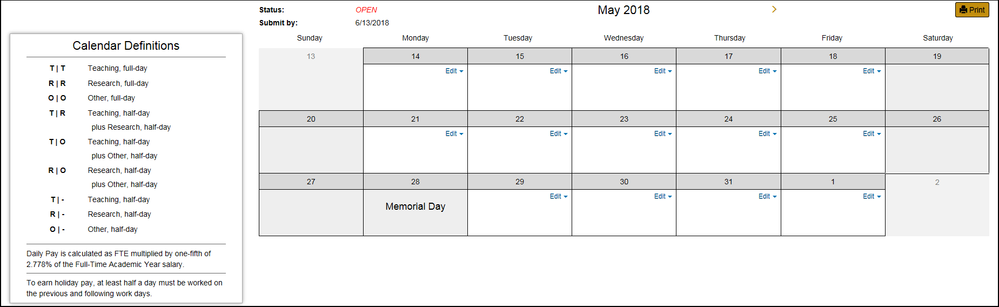 Status: OPEN
Submit by: 6/13/2018
May 2018
Print
Calendar Definitions
T | T Teaching, full-day
R | R Research, full-day
O | O Other, full-day
T | R Teaching, half-day
plus Research, half-day
T | O Teaching, half-day
plus Other, half-day
R | O Research, half-day
plus Other, half-day
T | - Teaching, half-day
R | - Research, half-day
O | - Other, half-day
Daily Pay is calculated as FTE multiplied by one-fifth of
2.778% of the Full-Time Academic Year salary.
To earn holiday pay, at least half a day must be worked on
the previous and following work days.
Sunday Monday Tuesday Wednesday Thursday Friday Saturday
13 14 15 16 17 18 19
Edit Edit Edit Edit Edit
20 21 22 23 24 25 26
Edit Edit Edit Edit Edit
27 28 29 30 31 1 2
Edit Edit Edit Edit
Memorial Day